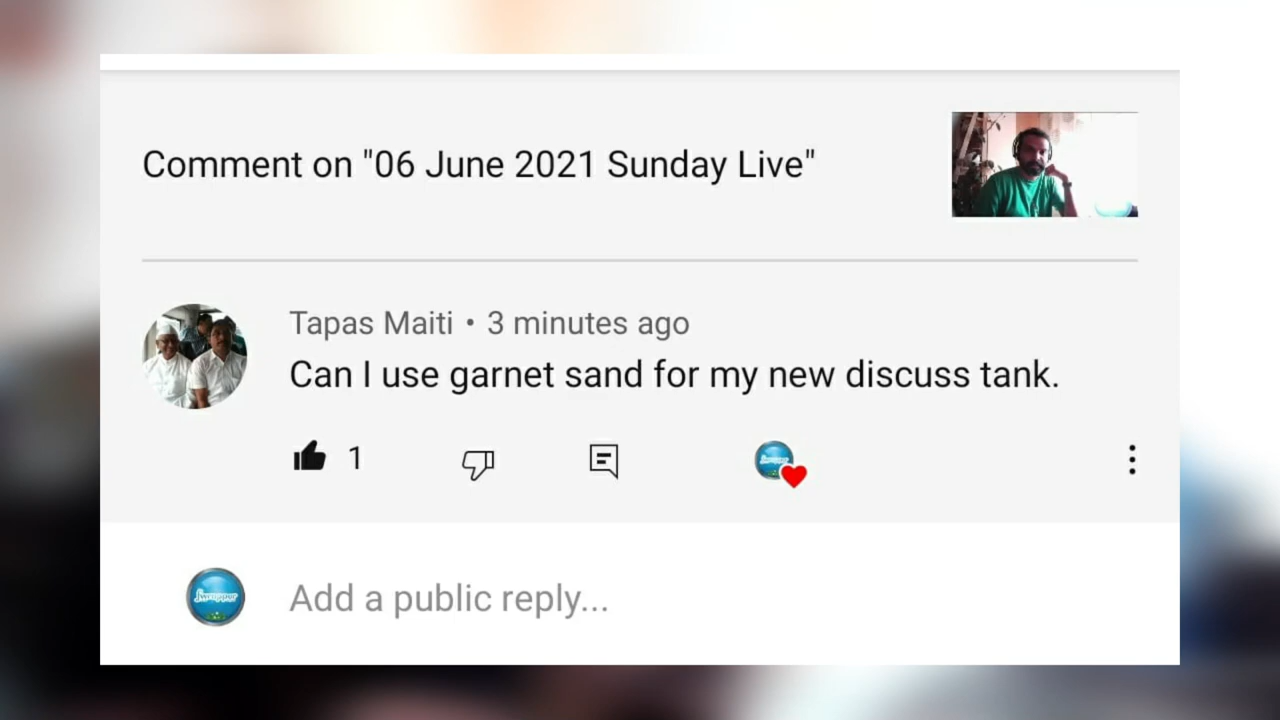 Comment on "06 June 2021 Sunday Live"
Tapas Maiti • 3 minutes ago
Can I use garnet sand for my new discuss tank.
1
Add a public reply...